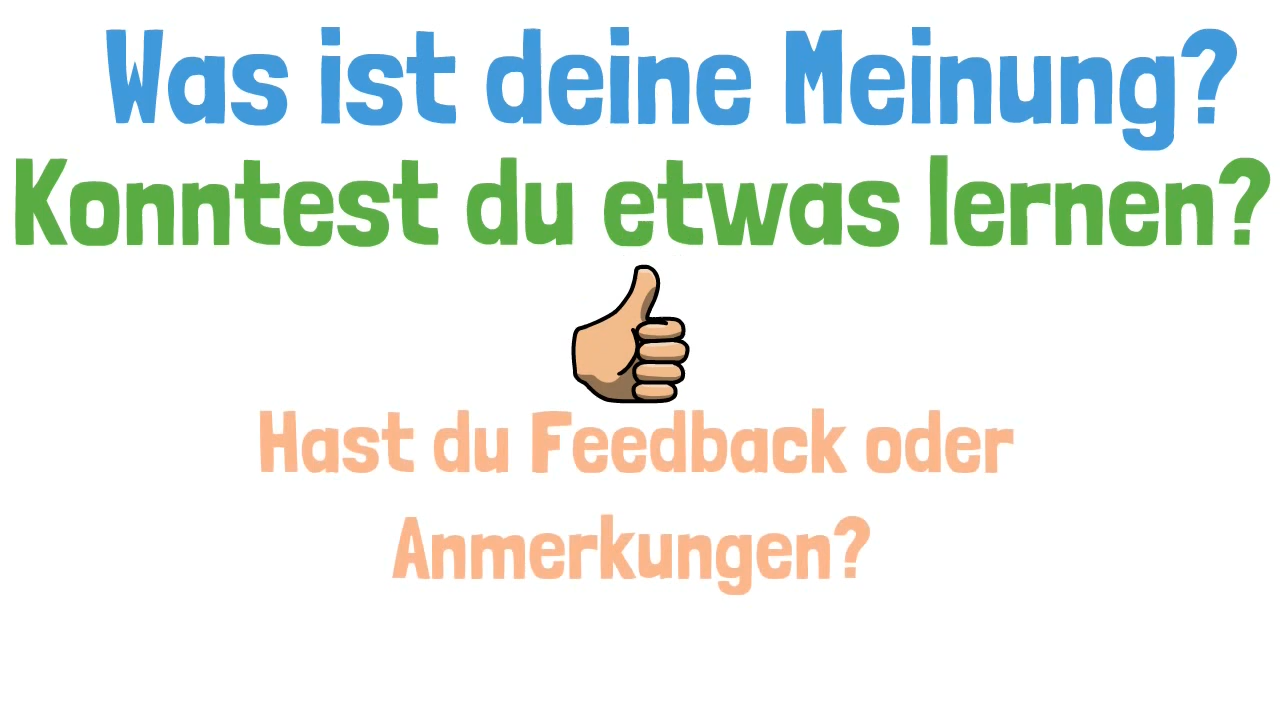 Was ist deine Meinung?
Konntest du etwas lernen?
Hast du Feedback oder
Anmerkungen?